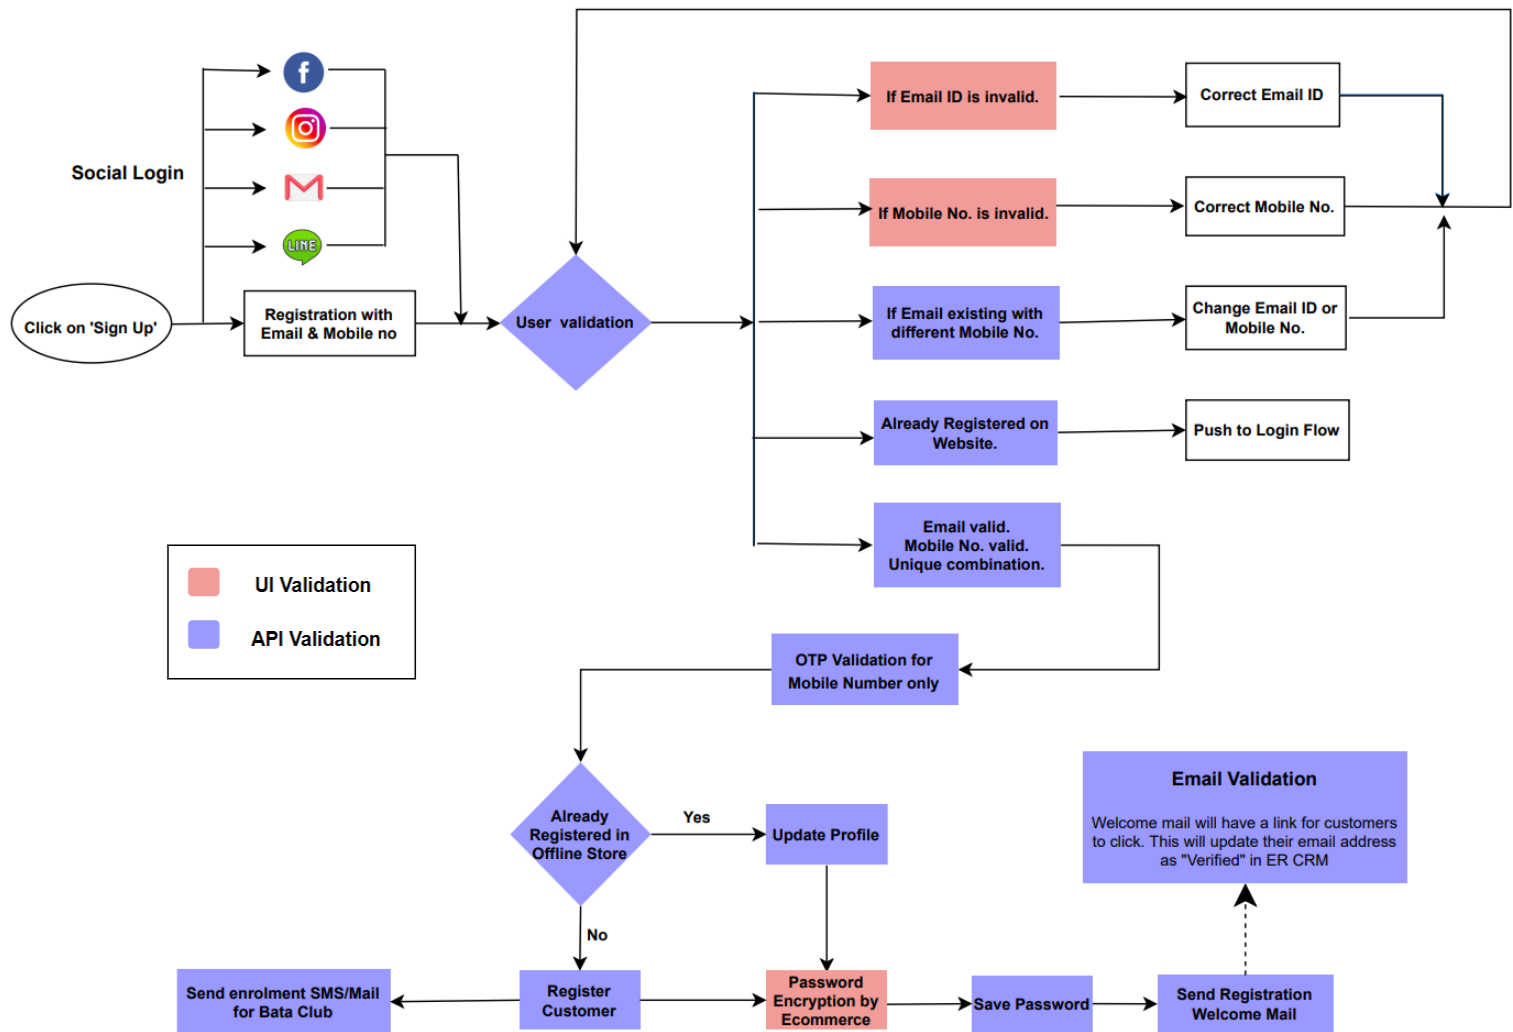 Social Login
LINE
Click on 'Sign Up'
Registration with
Email & Mobile no
User validation
If Email ID is invalid.
Correct Email ID
If Mobile No. is invalid.
Correct Mobile No.
If Email existing with
different Mobile No.
Change Email ID or
Mobile No.
Already Registered on
Website.
Push to Login Flow
Email valid.
Mobile No. valid.
Unique combination.
UI Validation
API Validation
OTP Validation for
Mobile Number only
Already
Registered in
Offline Store
Yes
Update Profile
Email Validation
Welcome mail will have a link for customers
to click. This will update their email address
as "Verified" in ER CRM
No
Send enrolment SMS/Mail
for Bata Club
Register
Customer
Password
Encryption by
Ecommerce
Save Password
Send Registration
Welcome Mail